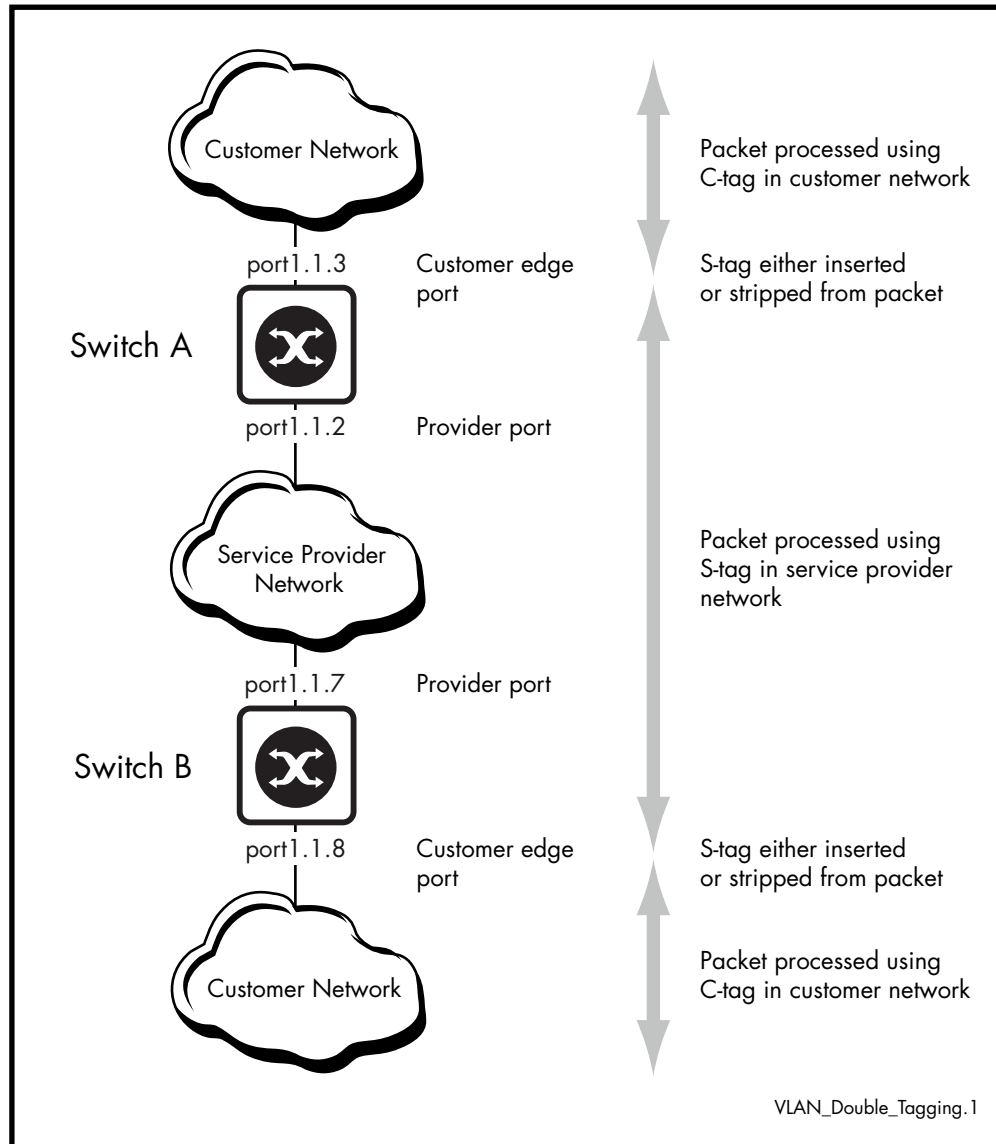 Customer Network
Packet processed using
C-tag in customer network
port1.1.3
Customer edge
port
S-tag either inserted
or stripped from packet
Switch A
port1.1.2
Provider port
Service Provider
Network
Packet processed using
S-tag in service provider
network
port1.1.7
Provider port
Switch B
port1.1.8
Customer edge
port
S-tag either inserted
or stripped from packet
Customer Network
Packet processed using
C-tag in customer network
VLAN_Double_Tagging.1